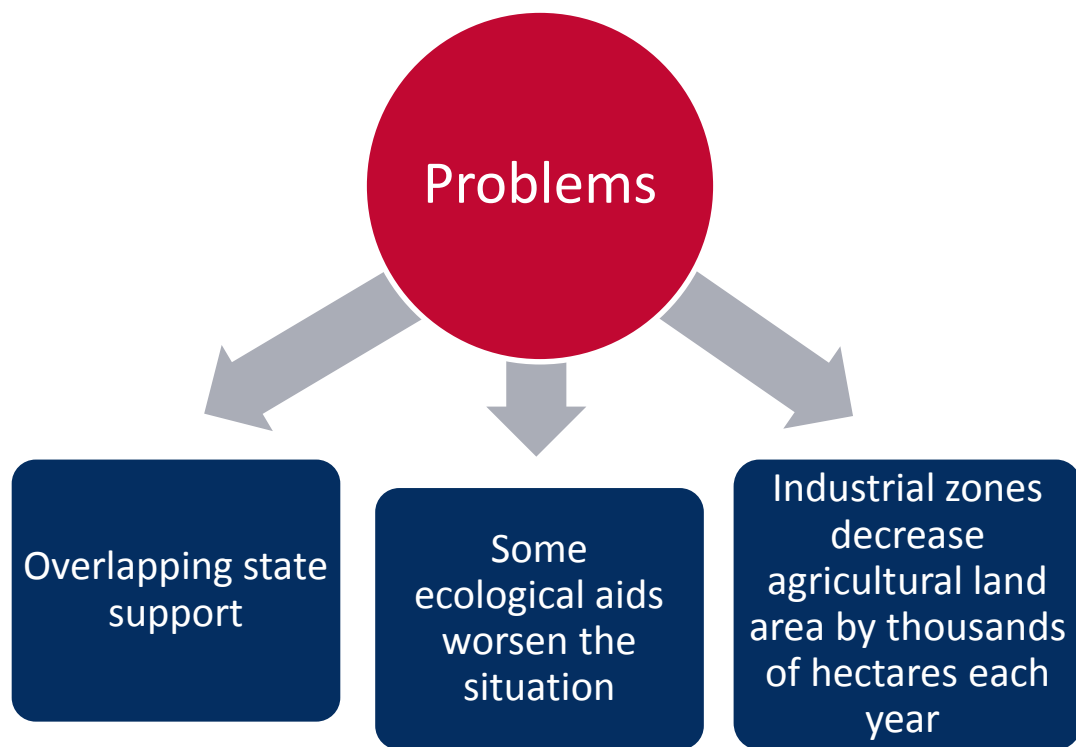 Problems
Overlapping state
support
Some
ecological aids
worsen the
situation
Industrial zones
decrease
agricultural land
area by thousands
of hectares each
year